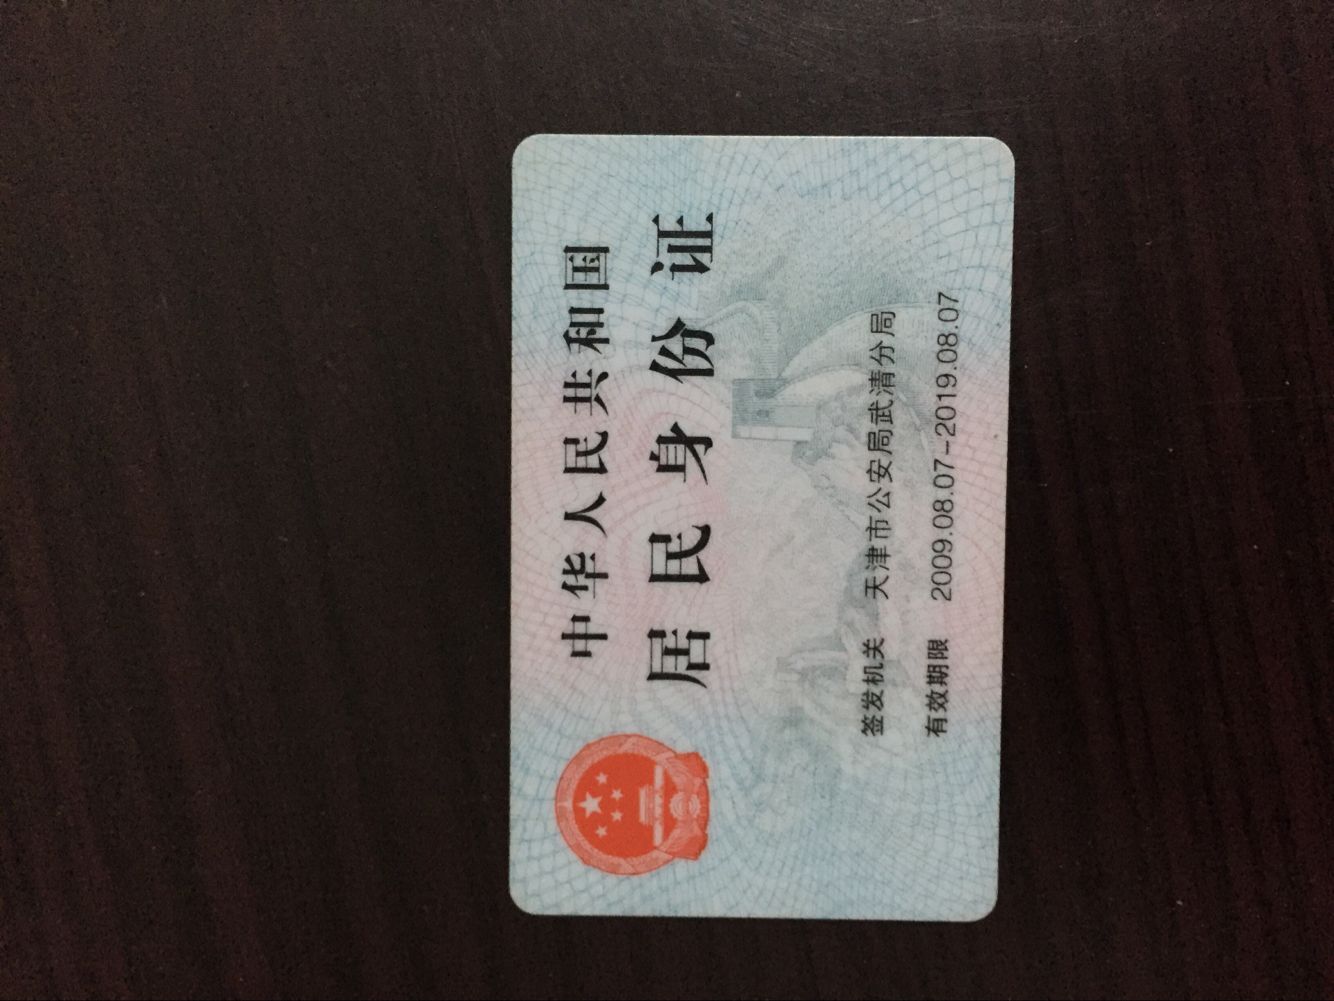 中华人民共和国
居民身份证
签发机关 天津市公安局武清分局
有效期限 2009.08.07-2019.08.07